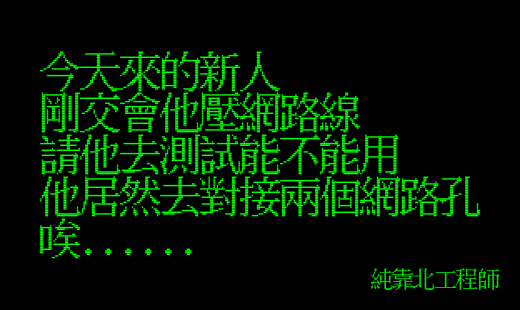 今天來的新人
剛交會他壓網路線
請他去測試能不能用
他居然去對接兩個網路孔
唉......
純靠北工程師